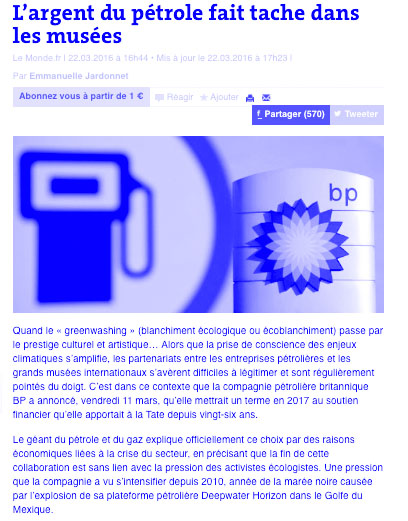 L'argent du pétrole fait tache dans
les musées
Le Monde.fr | 22.03.2016 à 16h44 • Mis à jour le 22.03.2016 à 17h23 |
Par Emmanuelle Jardonnet
Abonnez vous à partir de 1 € Réagir Ajouter
Partager (570) Tweeter
bp
Quand le « greenwashing » (blanchiment écologique ou écoblanchiment) passe par
le prestige culturel et artistique… Alors que la prise de conscience des enjeux
climatiques s'amplifie, les partenariats entre les entreprises pétrolières et les
grands musées internationaux s'avèrent difficiles à légitimer et sont régulièrement
pointés du doigt. C'est dans ce contexte que la compagnie pétrolière britannique
BP a annoncé, vendredi 11 mars, qu'elle mettrait un terme en 2017 au soutien
financier qu'elle apportait à la Tate depuis vingt-six ans.
Le géant du pétrole et du gaz explique officiellement ce choix par des raisons
économiques liées à la crise du secteur, en précisant que la fin de cette
collaboration est sans lien avec la pression des activistes écologistes. Une pression
que la compagnie a vu s'intensifier depuis 2010, année de la marée noire causée
par l'explosion de sa plateforme pétrolière Deepwater Horizon dans le Golfe du
Mexique.